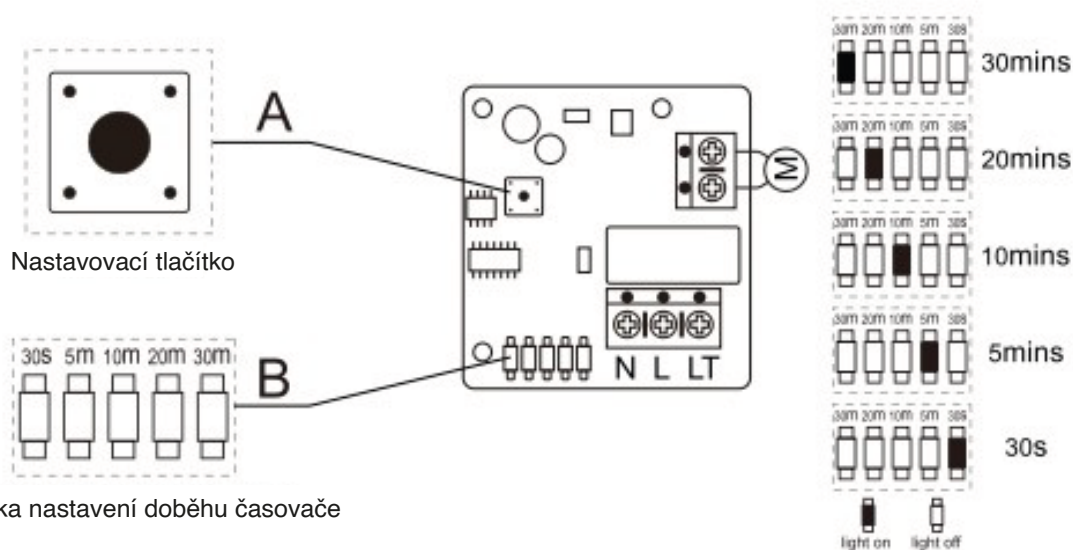 A
Nastavovací tlačítko
30s 5m 10m 20m 30m
B
nastavení doběhu časovače
M
N L LT
30m 20m 10m 5m 30s
30mins
30m 20m 10m 5m 30s
20mins
30m 20m 10m 5m 30s
10mins
30m 20m 10m 5m 30s
5mins
30m 20m 10m 5m 30s
30s
light on light off